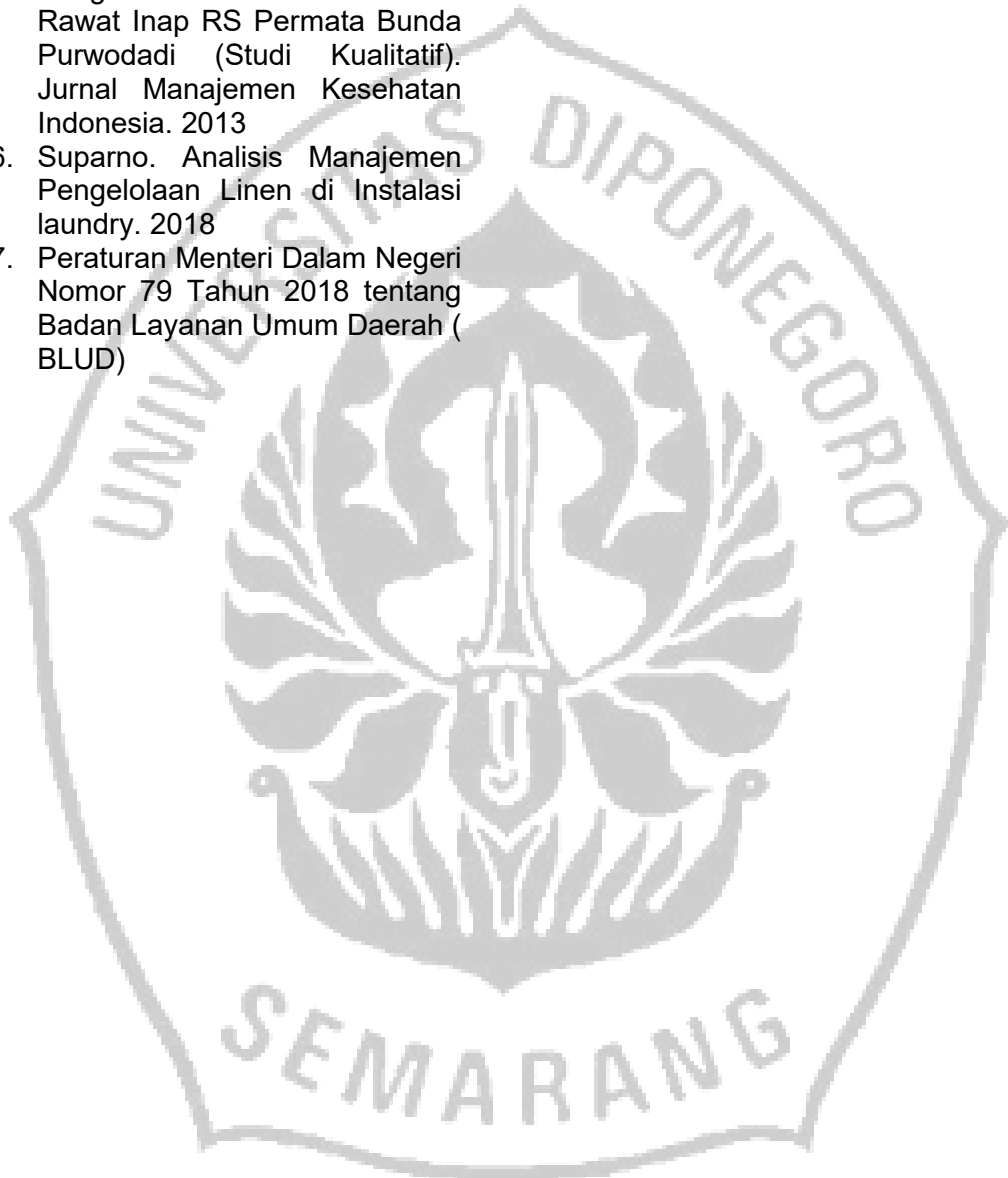 Rawat Inap RS Permata Bunda
Purwodadi (Studi Kualitatif).
Jurnal Manajemen Kesehatan
Indonesia. 2013
6. Suparno. Analisis Manajemen
Pengelolaan Linen di Instalasi
laundry. 2018
7. Peraturan Menteri Dalam Negeri
Nomor 79 Tahun 2018 tentang
Badan Layanan Umum Daerah (
BLUD)
UNIVERSITAS DIPONEGORO
SEMARANG